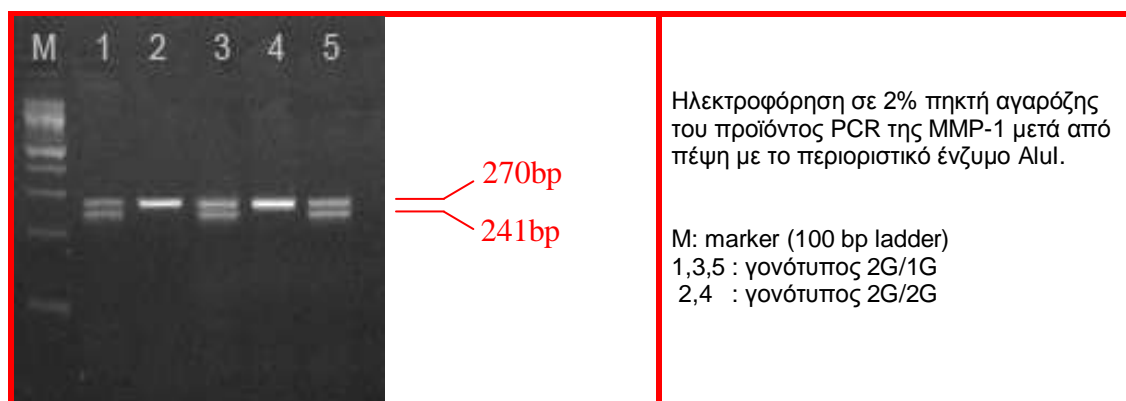 M 1 2 3 4 5
270bp
241bp
Ηλεκτροφόρηση σε 2% πηκτή αγαρόζης
του προϊόντος PCR της MMP-1 μετά από
πέψη με το περιοριστικό ένζυμο AluI.
M: marker (100 bp ladder)
1,3,5 : γονότυπος 2G/1G
2,4 : γονότυπος 2G/2G